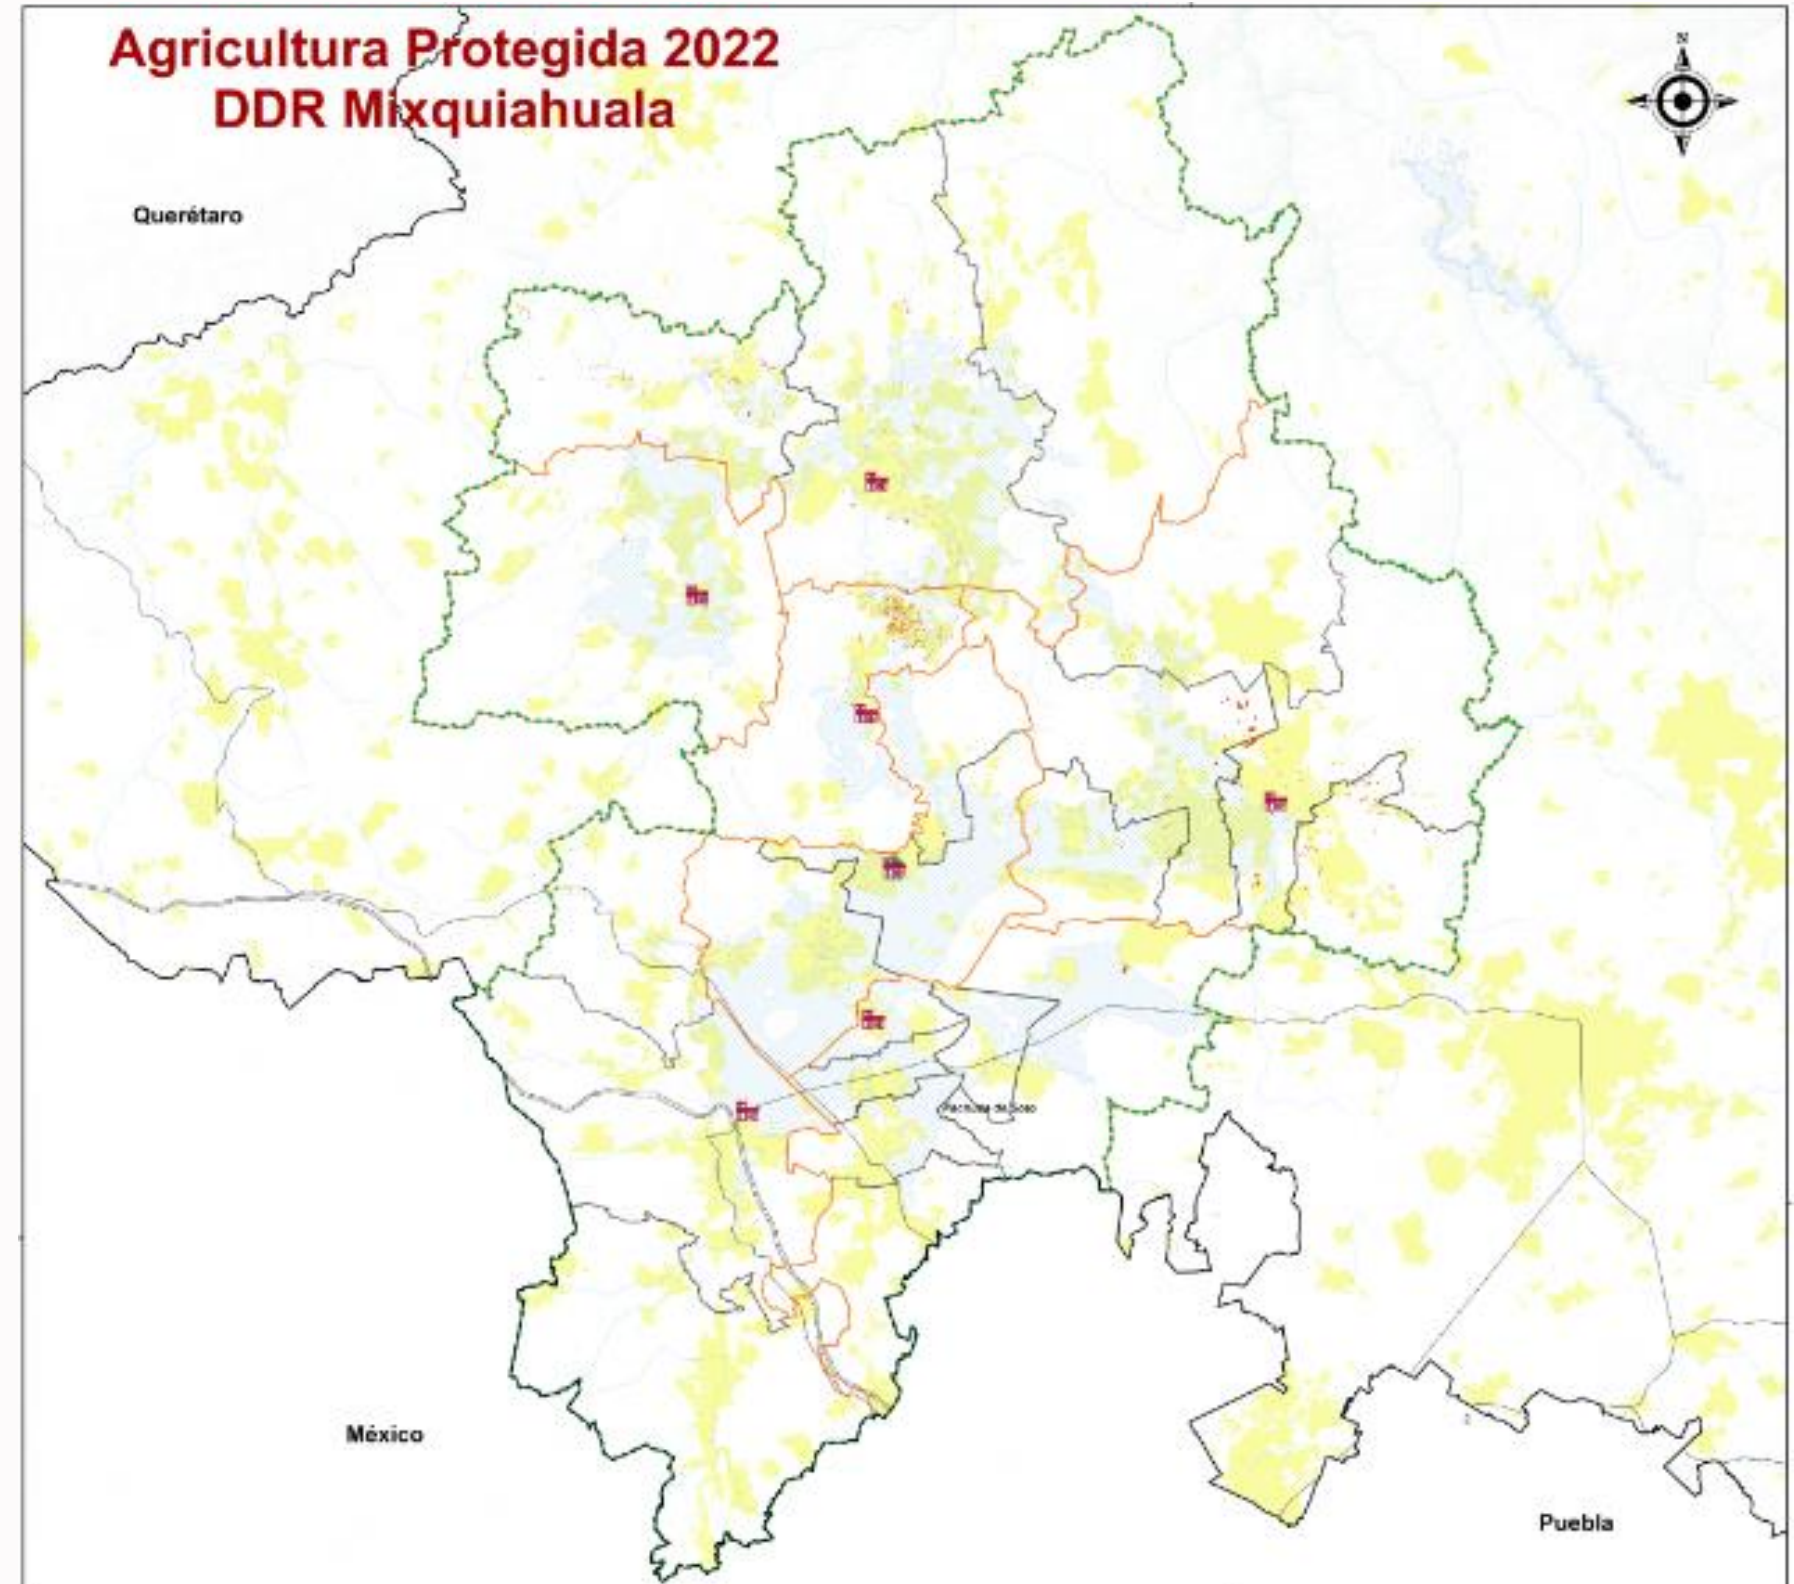 Agricultura Protegida 2022
DDR Mixquiahuala
N
Querétaro
México
Puebla